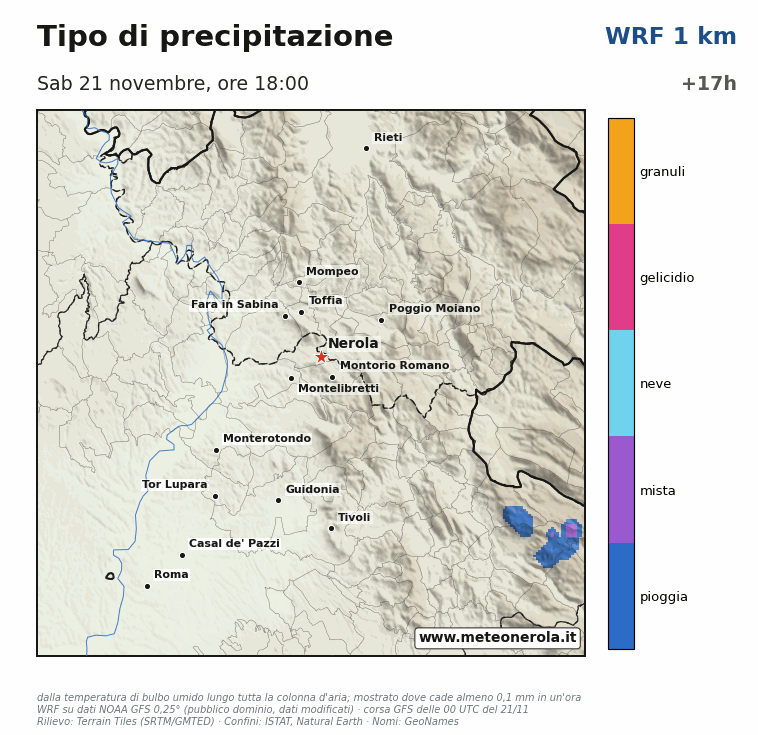 Tipo di precipitazione
WRF 1 km
Sab 21 novembre, ore 18:00
+17h
Rieti
granuli
gelicidio
Mompeo
Toffia
Fara in Sabina
Poggio Moiano
Nerola
Montorio Romano
neve
Montelibretti
Monterotondo
Tor Lupara
Guidonia
mista
Tivoli
Casal de' Pazzi
Roma
pioggia
www.meteonerola.it
dalla temperatura di bulbo umido lungo tutta la colonna d'aria; mostrato dove cade almeno 0,1 mm in un'ora
WRF su dati NOAA GFS 0,25° (pubblico dominio, dati modificati) · corsa GFS delle 00 UTC del 21/11
Rilievo: Terrain Tiles (SRTM/GMTED) · Confini: ISTAT, Natural Earth · Nomi: GeoNames